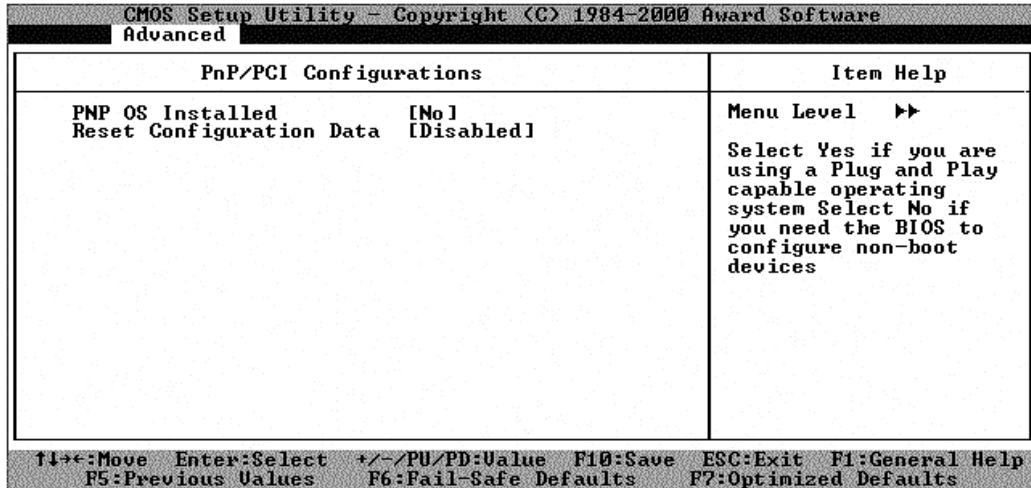 CMOS Setup Utility - Copyright (C) 1984-2000 Award Software
Advanced
PnP/PCI Configurations
Item Help
PNP OS Installed [No]
Reset Configuration Data [Disabled]
Menu Level ▶▶
Select Yes if you are
using a Plug and Play
capable operating
system Select No if
you need the BIOS to
configure non-boot
devices
↑↓→←:Move Enter:Select +/-/PU/PD:Value F10:Save ESC:Exit F1:General Help
F5:Previous Values F6:Fail-Safe Defaults F7:Optimized Defaults